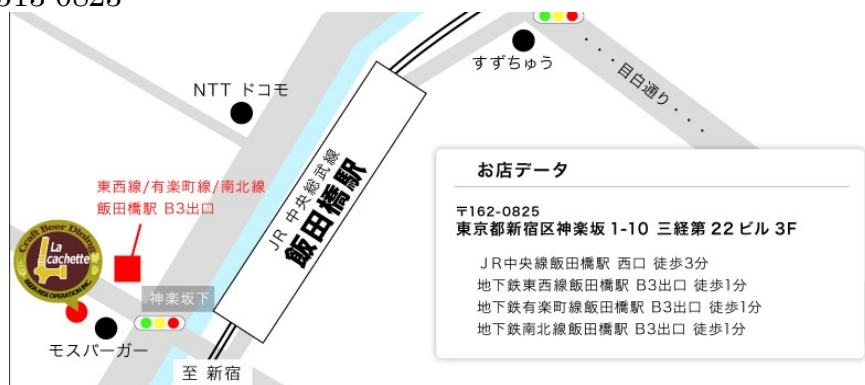 すずちゅう
・・・目白通り・・・
NTT ドコモ
JR 中央総武線
飯田橋駅
東西線/有楽町線/南北線
飯田橋駅 B3出口
Craft Beer Dining
La
cachette
BEER RISE OPERATION INC.
神楽坂下
モスバーガー
至 新宿
お店データ
〒162-0825
東京都新宿区神楽坂 1-10 三経第 22 ビル 3F
JR中央線飯田橋駅 西口 徒歩3分
地下鉄東西線飯田橋駅 B3出口 徒歩1分
地下鉄有楽町線飯田橋駅 B3出口 徒歩1分
地下鉄南北線飯田橋駅 B3出口 徒歩1分